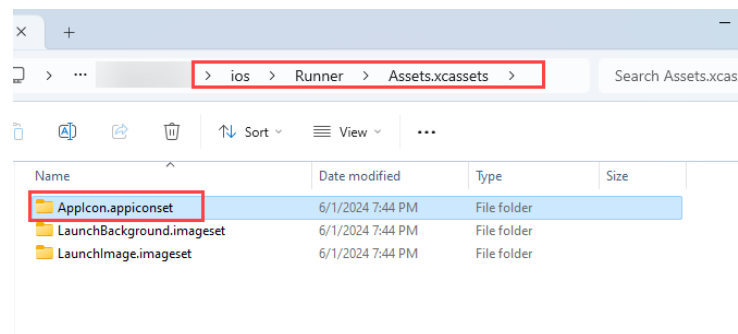 > ... > ios > Runner > Assets.xcassets > Search Assets.xcas
Sort View ...
Name Date modified Type Size
AppIcon.appiconset 6/1/2024 7:44 PM File folder
LaunchBackground.imageset 6/1/2024 7:44 PM File folder
LaunchImage.imageset 6/1/2024 7:44 PM File folder